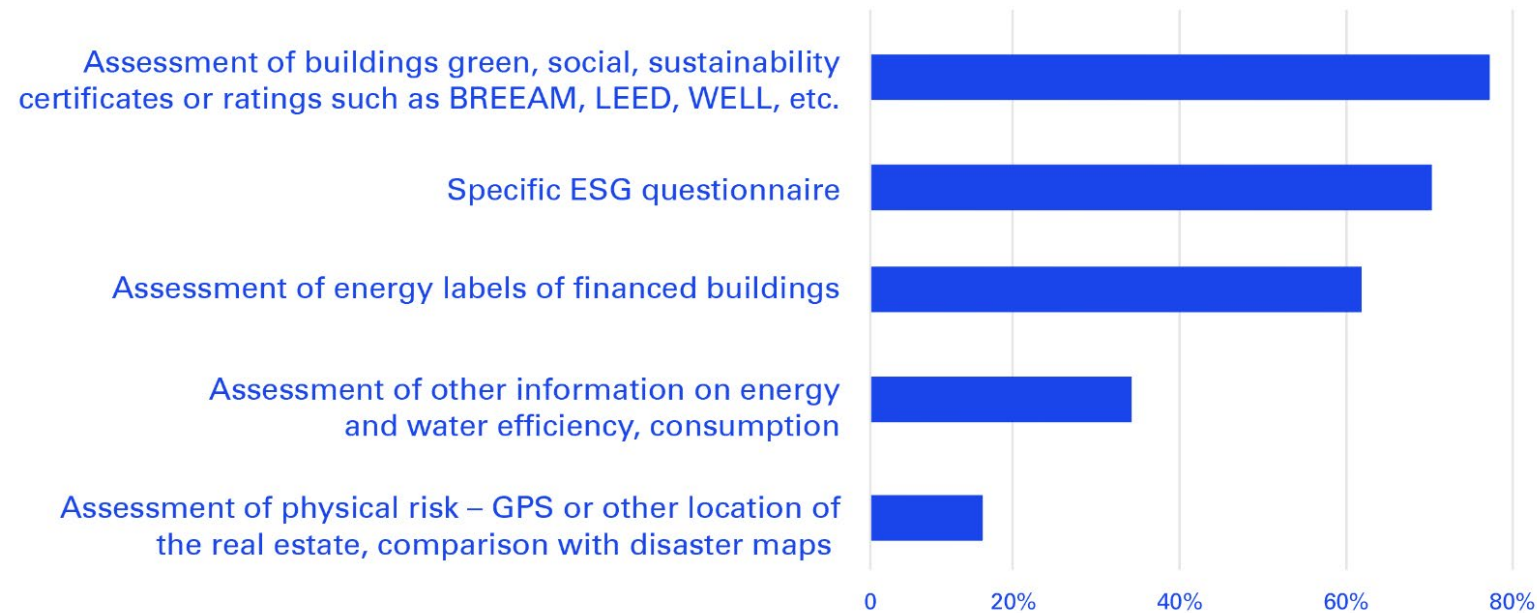 Assessment of buildings green, social, sustainability
certificates or ratings such as BREEAM, LEED, WELL, etc.
Specific ESG questionnaire
Assessment of energy labels of financed buildings
Assessment of other information on energy
and water efficiency, consumption
Assessment of physical risk – GPS or other location of
the real estate, comparison with disaster maps
0 20% 40% 60% 80%